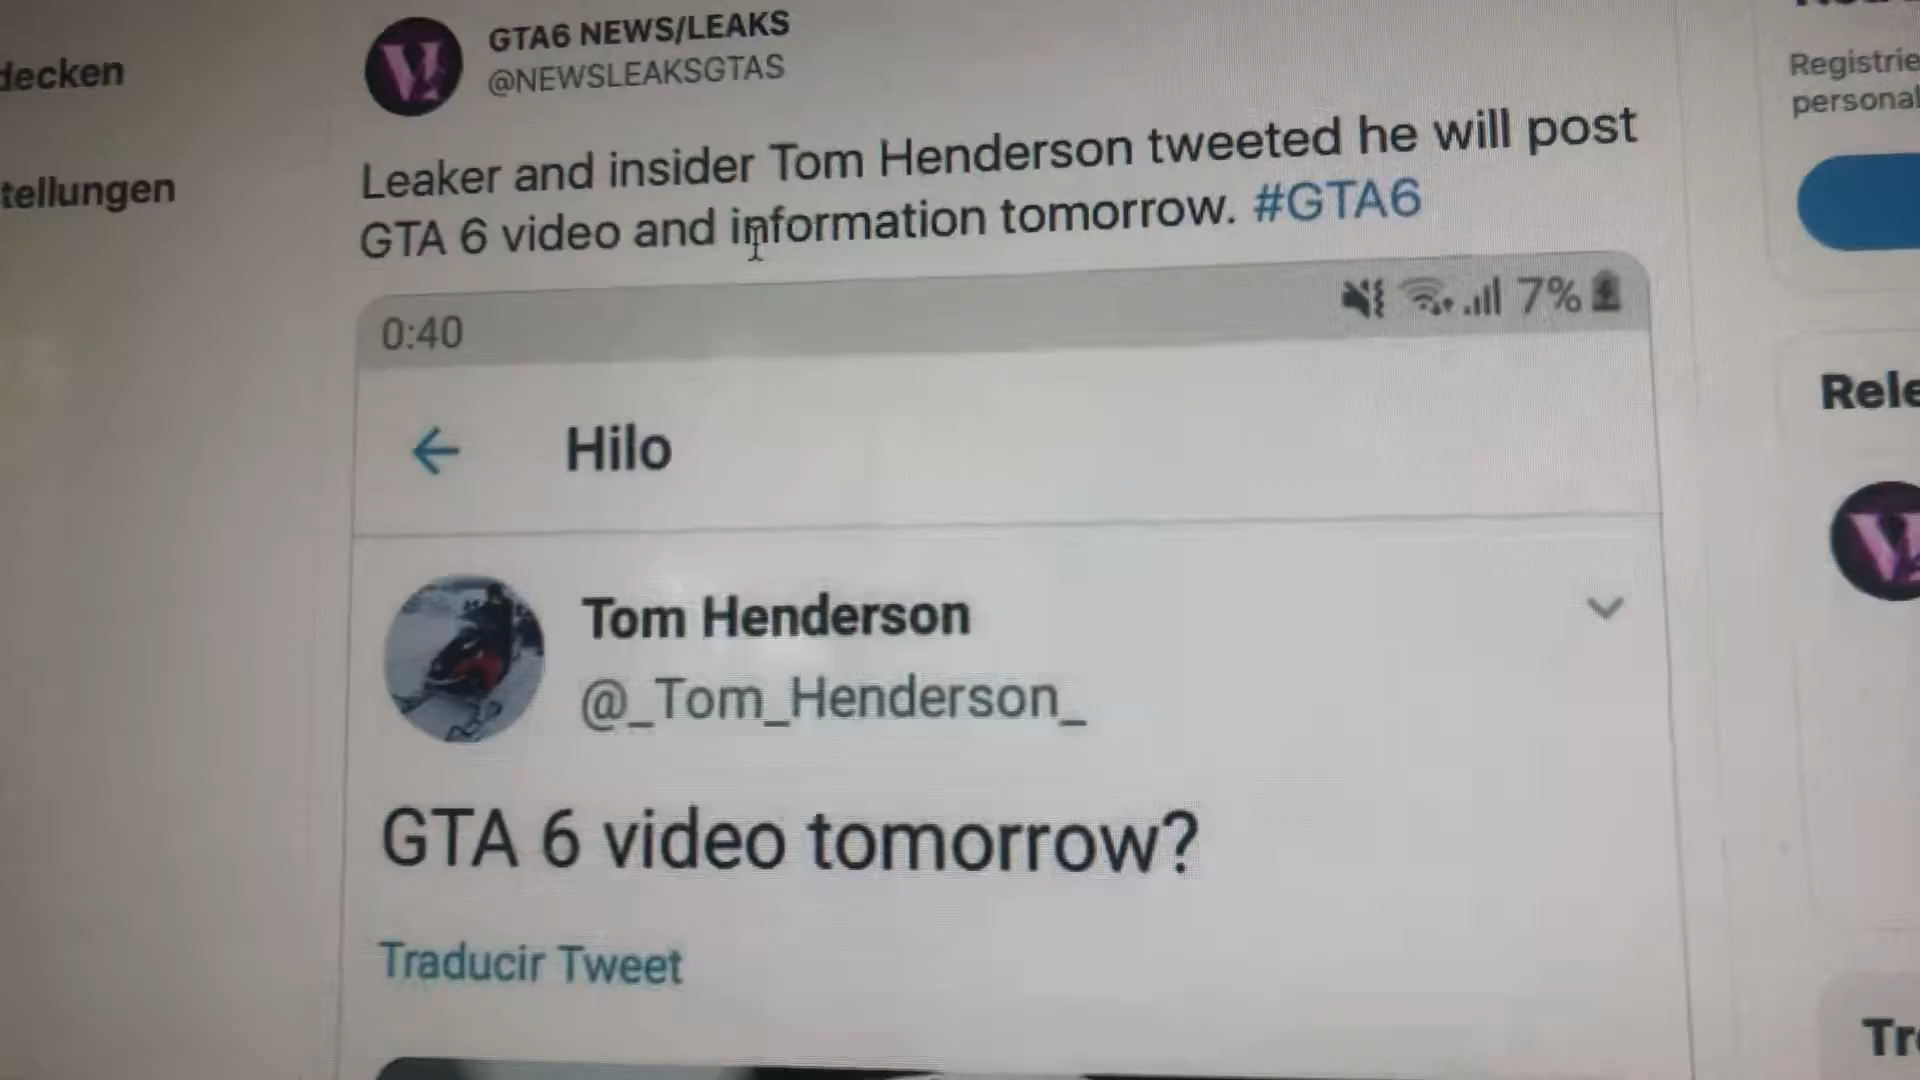 decken
tellungen
GTA6 NEWS/LEAKS
@NEWSLEAKSGTAS
Leaker and insider Tom Henderson tweeted he will post
GTA 6 video and information tomorrow. #GTA6
0:40
7%
Hilo
Tom Henderson
@_Tom_Henderson_
GTA 6 video tomorrow?
Traducir Tweet
Registrie
personal
Rele
Tr